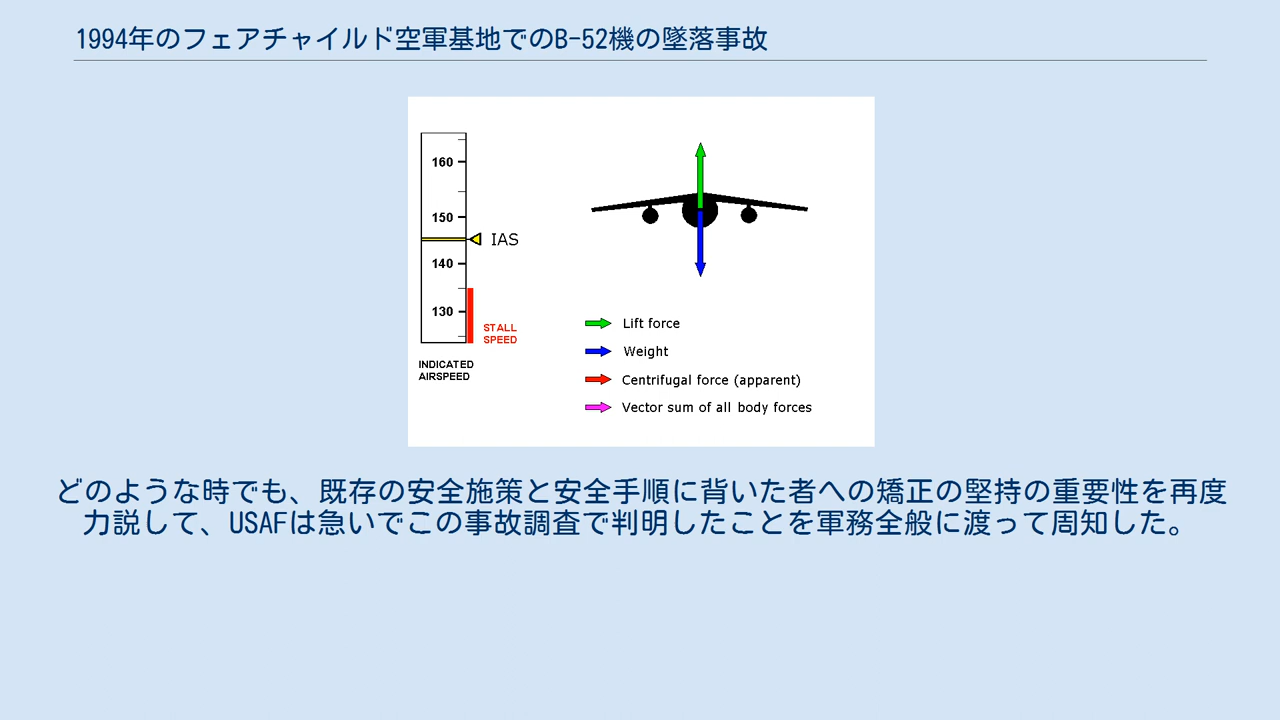 1994年のフェアチャイルド空軍基地でのB-52機の墜落事故
160
150
IAS
140
130
STALL
SPEED
INDICATED
AIRSPEED
Lift force
Weight
Centrifugal force (apparent)
Vector sum of all body forces
どのような時でも、既存の安全施策と安全手順に背いた者への矯正の堅持の重要性を再度
力説して、USAFは急いでこの事故調査で判明したことを軍務全般に渡って周知した。